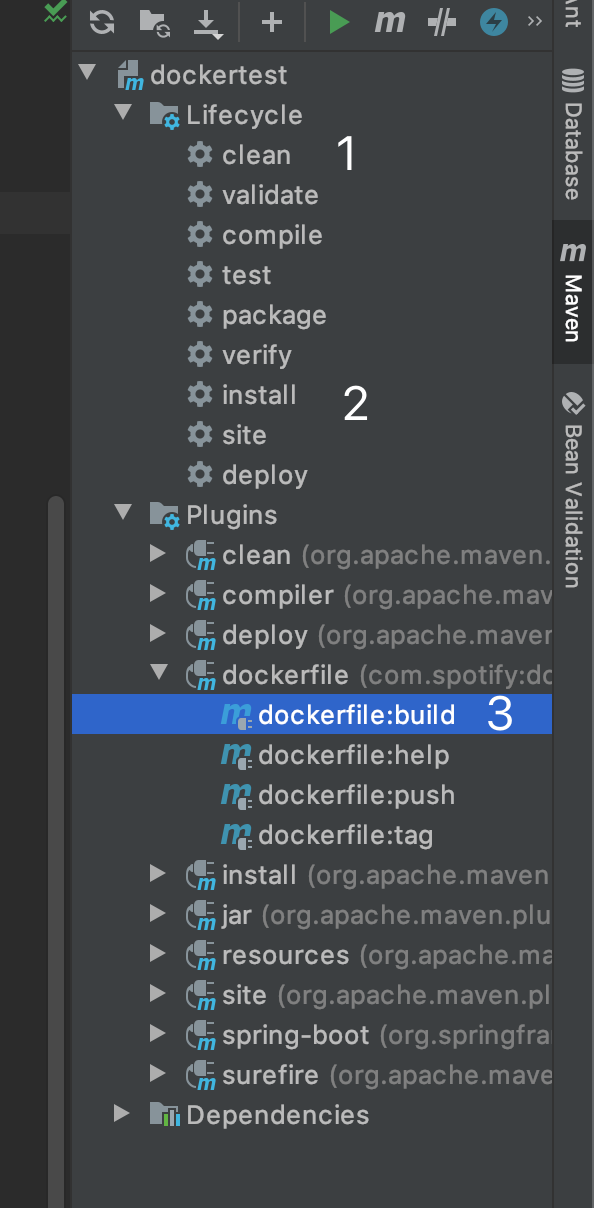 dockertest
Lifecycle
clean 1
validate
compile
test
package
verify
install 2
site
deploy
Plugins
clean (org.apache.maven.
compiler (org.apache.mav
deploy (org.apache.maven
dockerfile (com.spotify:do
dockerfile:build 3
dockerfile:help
dockerfile:push
dockerfile:tag
install (org.apache.maven
jar (org.apache.maven.plu
resources (org.apache.ma
site (org.apache.maven.pl
spring-boot (org.springfra
surefire (org.apache.mave
Dependencies
Ant
Database
Maven
Bean Validation